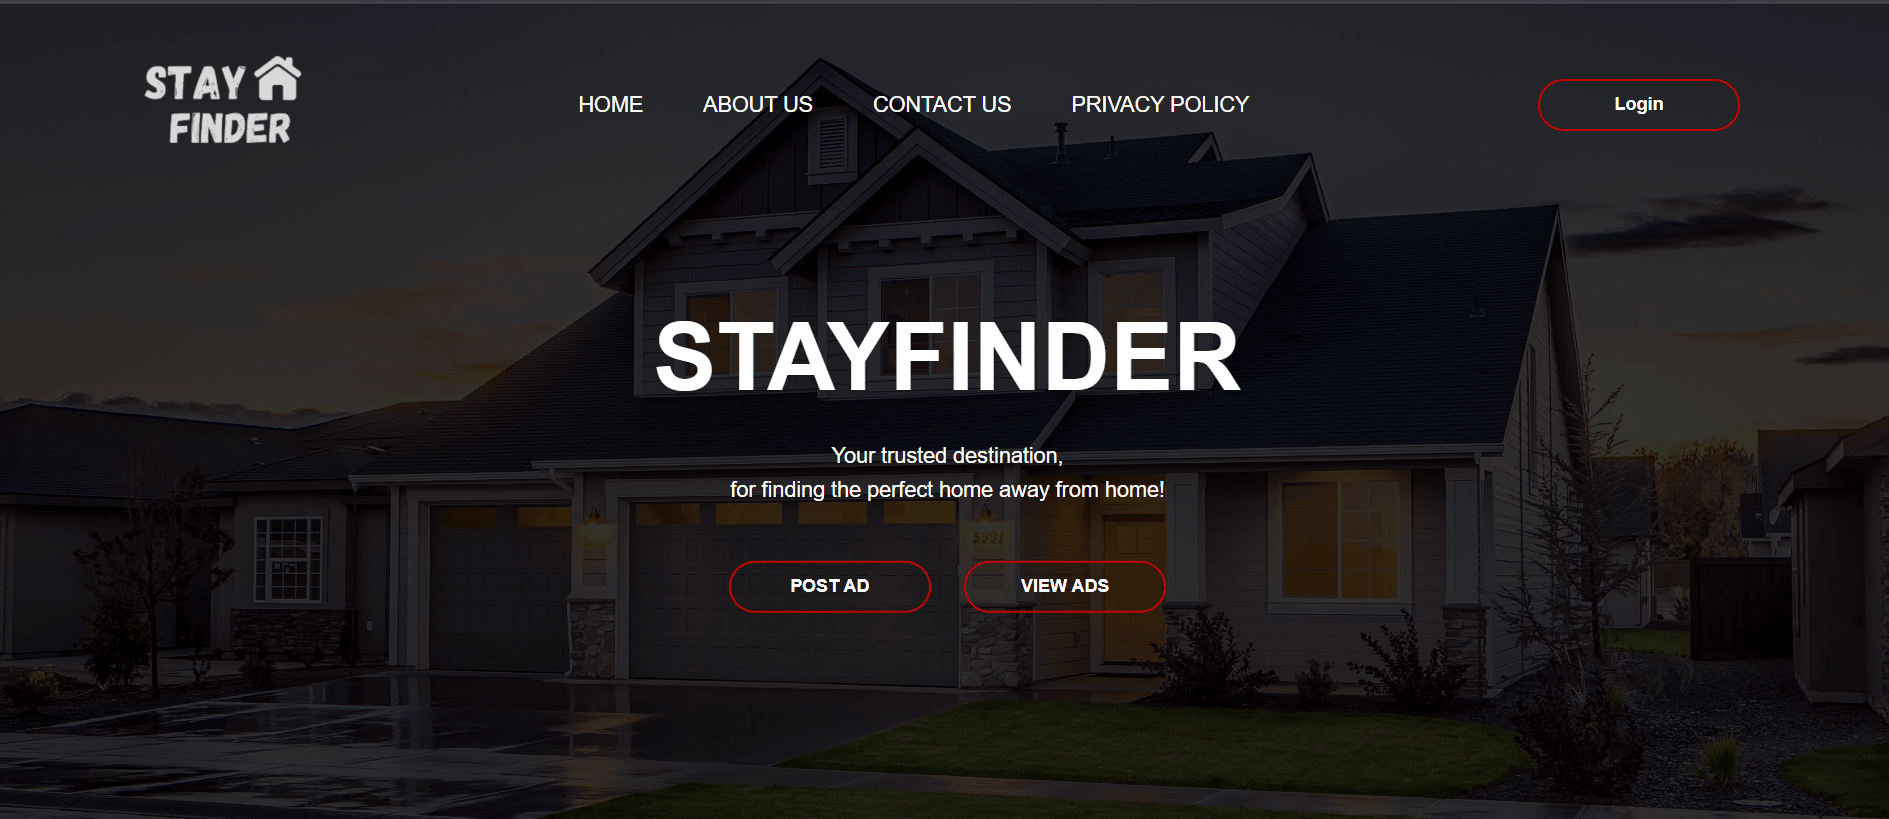 STAY
FINDER
HOME ABOUT US CONTACT US PRIVACY POLICY
Login
STAYFINDER
Your trusted destination,
for finding the perfect home away from home!
5991
POST AD VIEW ADS